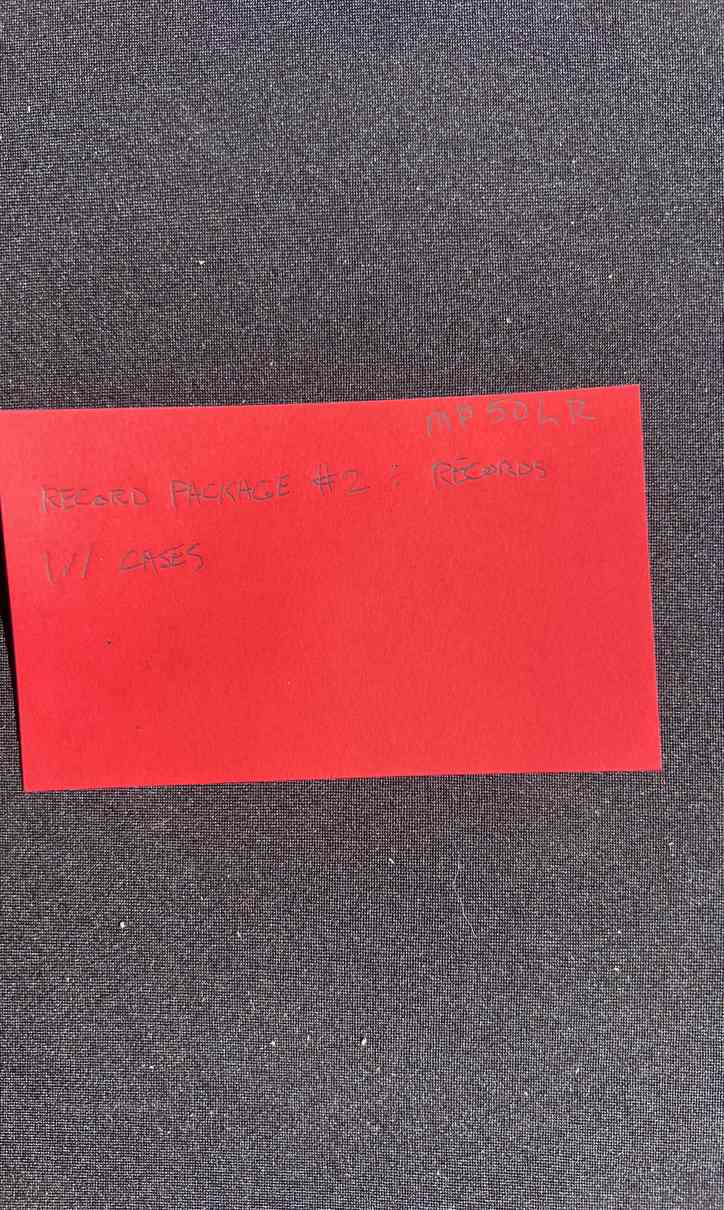 MP50LR
RECORD PACKAGE #2 : RECORDS
W/ CASES